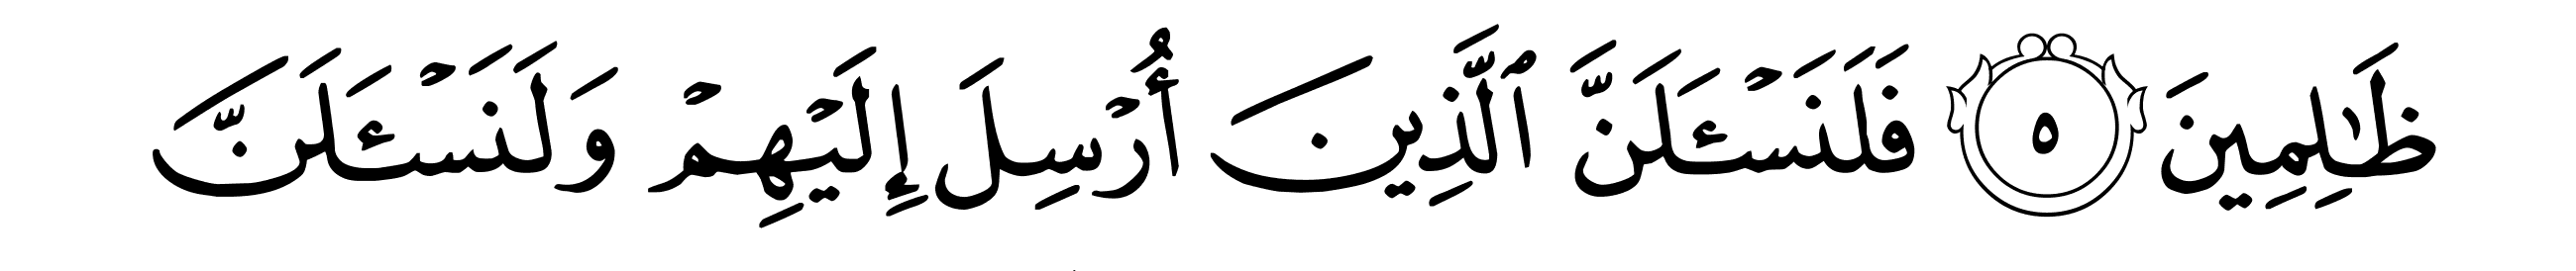 ظَٰلِمِينَ ٥ فَلَنَسْـَٔلَنَّ ٱلَّذِينَ أُرْسِلَ إِلَيْهِمْ وَلَنَسْـَٔلَنَّ